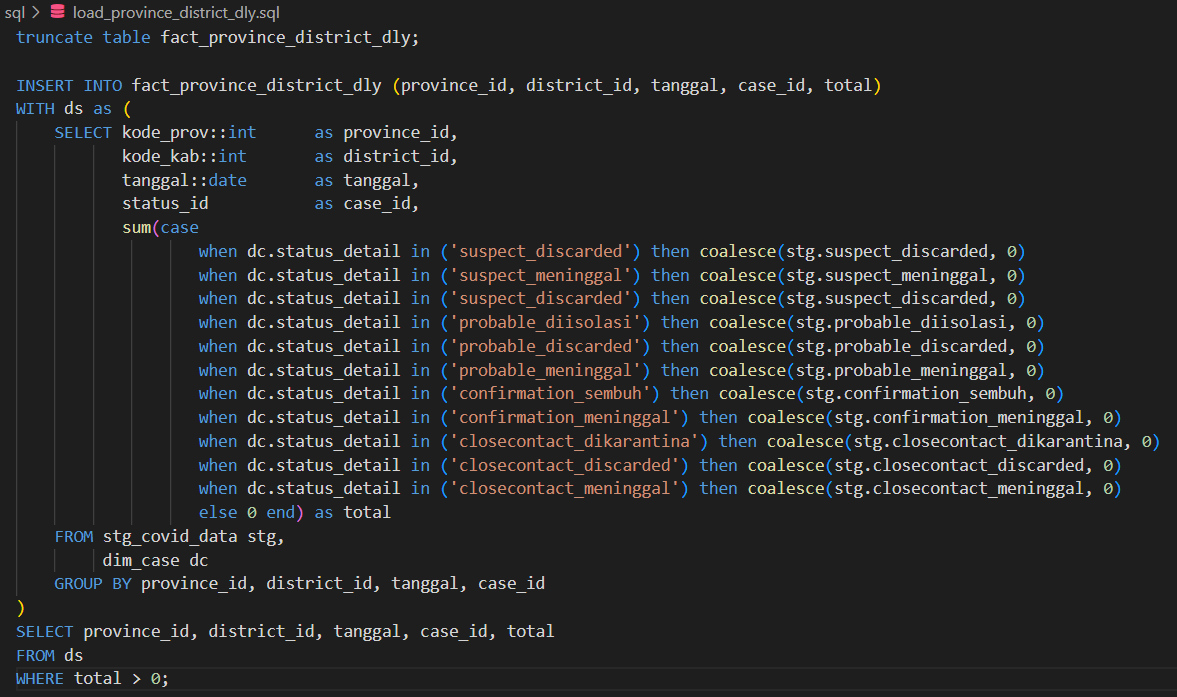 sql > load_province_district_dly.sql
truncate table fact_province_district_dly;
INSERT INTO fact_province_district_dly (province_id, district_id, tanggal, case_id, total)
WITH ds as (
SELECT kode_prov::int as province_id,
kode_kab::int as district_id,
tanggal::date as tanggal,
status_id as case_id,
sum(case
when dc.status_detail in ('suspect_discarded') then coalesce(stg.suspect_discarded, 0)
when dc.status_detail in ('suspect_meninggal') then coalesce(stg.suspect_meninggal, 0)
when dc.status_detail in ('suspect_discarded') then coalesce(stg.suspect_discarded, 0)
when dc.status_detail in ('probable_diisolasi') then coalesce(stg.probable_diisolasi, 0)
when dc.status_detail in ('probable_discarded') then coalesce(stg.probable_discarded, 0)
when dc.status_detail in ('probable_meninggal') then coalesce(stg.probable_meninggal, 0)
when dc.status_detail in ('confirmation_sembuh') then coalesce(stg.confirmation_sembuh, 0)
when dc.status_detail in ('confirmation_meninggal') then coalesce(stg.confirmation_meninggal, 0)
when dc.status_detail in ('closecontact_dikarantina') then coalesce(stg.closecontact_dikarantina, 0)
when dc.status_detail in ('closecontact_discarded') then coalesce(stg.closecontact_discarded, 0)
when dc.status_detail in ('closecontact_meninggal') then coalesce(stg.closecontact_meninggal, 0)
else 0 end) as total
FROM stg_covid_data stg,
dim_case dc
GROUP BY province_id, district_id, tanggal, case_id
)
SELECT province_id, district_id, tanggal, case_id, total
FROM ds
WHERE total > 0;